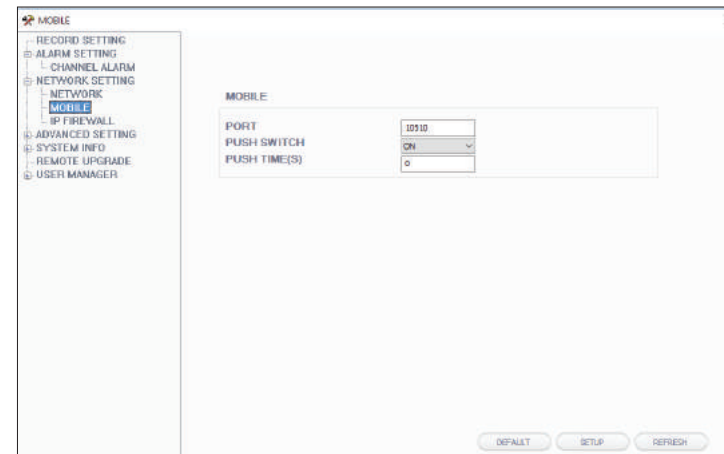 MOBILE
RECORD SETTING
ALARM SETTING
CHANNEL ALARM
NETWORK SETTING
NETWORK
MOBILE
IP FIREWALL
ADVANCED SETTING
SYSTEM INFO
REMOTE UPGRADE
USER MANAGER
MOBILE
PORT 10510
PUSH SWITCH ON
PUSH TIME(S) 0
DEFAULT SETUP REFRESH